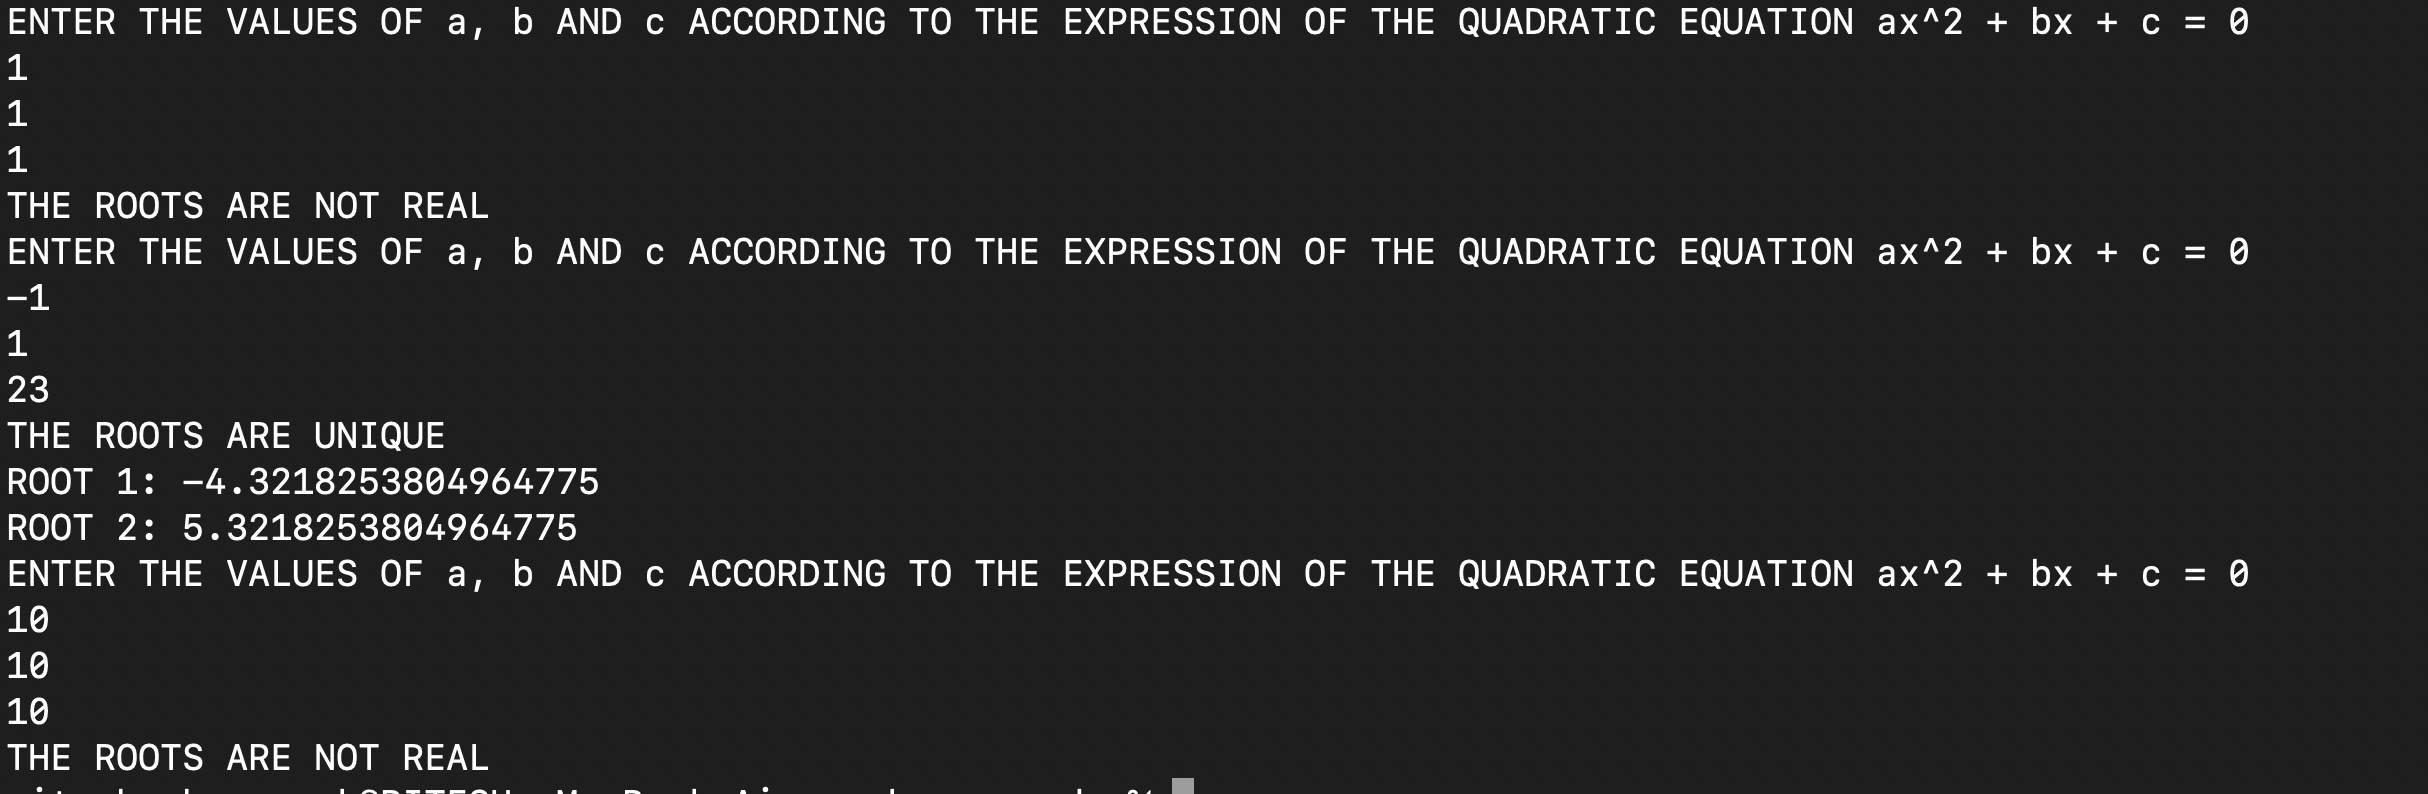 ENTER THE VALUES OF a, b AND c ACCORDING TO THE EXPRESSION OF THE QUADRATIC EQUATION ax^2 + bx + c = 0
1
1
1
THE ROOTS ARE NOT REAL
ENTER THE VALUES OF a, b AND c ACCORDING TO THE EXPRESSION OF THE QUADRATIC EQUATION ax^2 + bx + c = 0
-1
1
23
THE ROOTS ARE UNIQUE
ROOT 1: -4.3218253804964775
ROOT 2: 5.3218253804964775
ENTER THE VALUES OF a, b AND c ACCORDING TO THE EXPRESSION OF THE QUADRATIC EQUATION ax^2 + bx + c = 0
10
10
10
THE ROOTS ARE NOT REAL